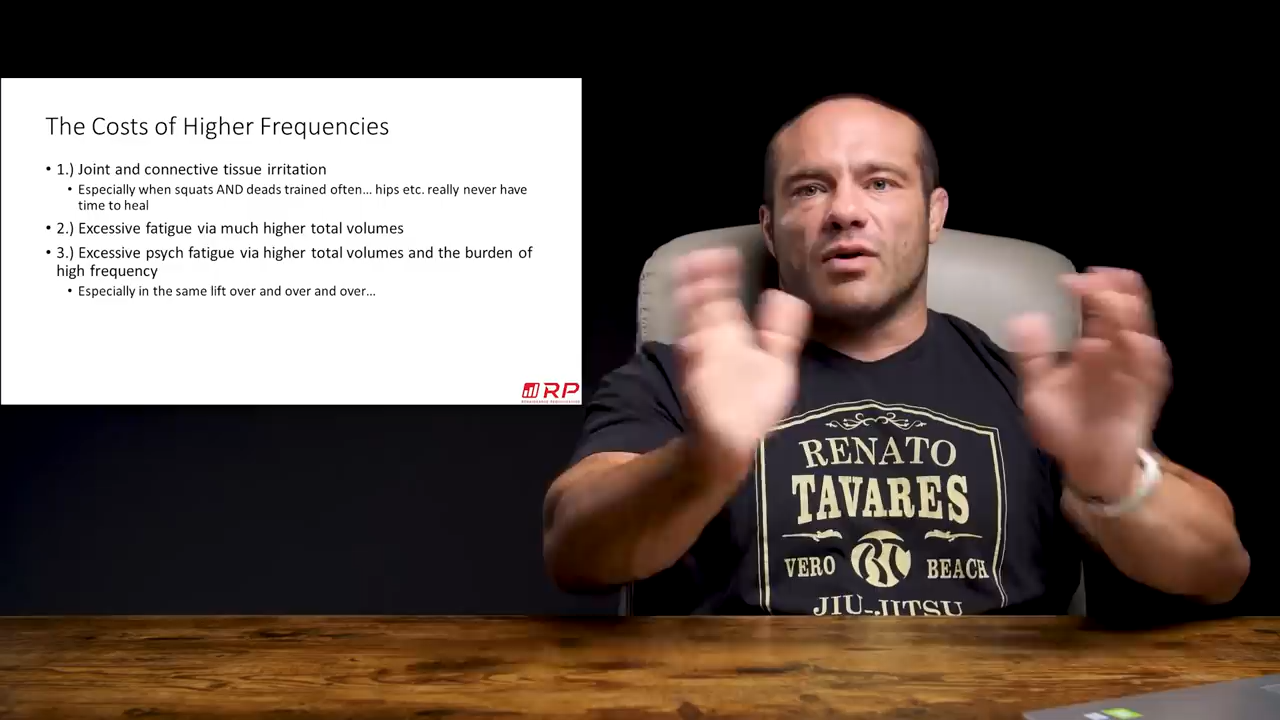 The Costs of Higher Frequencies
• 1.) Joint and connective tissue irritation
• Especially when squats AND deads trained often... hips etc. really never have
time to heal
• 2.) Excessive fatigue via much higher total volumes
• 3.) Excessive psych fatigue via higher total volumes and the burden of
high frequency
• Especially in the same lift over and over and over...
RP
RENATO
TAVARES
VERO BEACH
JIU-JITSU